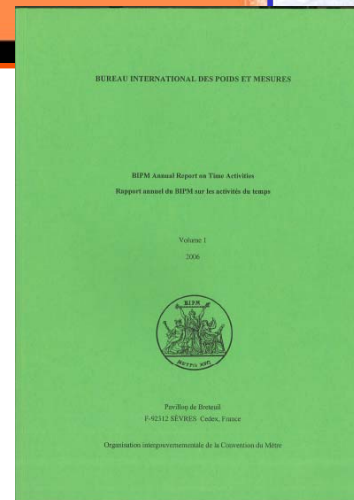 BUREAU INTERNATIONAL DES POIDS ET MESURES
BIPM Annual Report on Time Activities
Rapport annuel du BIPM sur les activités du temps
Volume 1
2006
BIPM
Pavillon de Breteuil
F-92312 SÈVRES Cedex, France
Organisation intergouvernementale de la Convention du Mètre